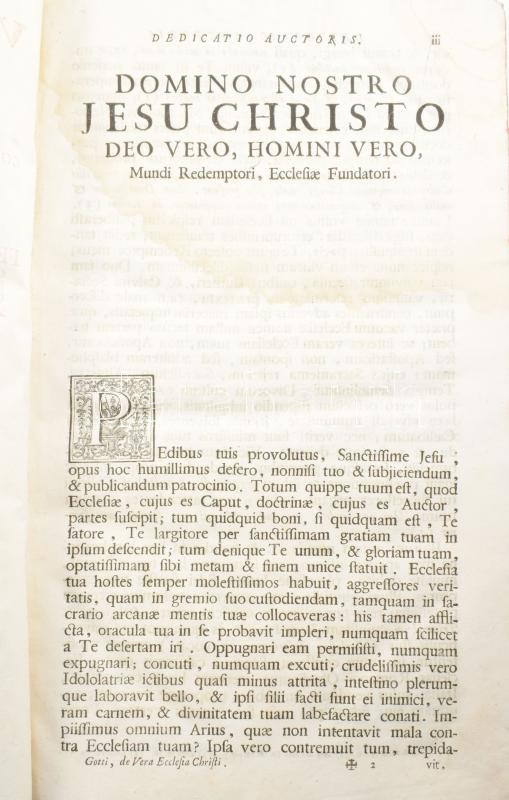 DEDICATIO AUCTORIS. iii
DOMINO NOSTRO
JESU CHRISTO
DEO VERO, HOMINI VERO,
Mundi Redemptori, Eccleſiæ Fundatori.
PEdibus tuis provolutus, Sanctiſſime Jeſu,
opus hoc humillimus defero, nonniſi tuo & ſubjiciendum,
& publicandum patrocinio. Totum quippe tuum eſt, quod
Eccleſiæ, cujus es Caput, doctrinæ, cujus es Auctor,
partes ſuſcipit; tum quidquid boni, ſi quidquam eſt, Te
ſatore, Te largitore per ſanctiſſimam gratiam tuam in
ipſum deſcendit; tum denique Te unum, & gloriam tuam,
optatiſſimam ſibi metam & finem unice ſtatuit. Eccleſia
tua hoſtes ſemper moleſtiſſimos habuit, aggreſſores veri-
tatis, quam in gremio ſuo cuſtodiendam, tamquam in ſa-
crario arcanæ mentis tuæ collocaveras: his tamen affli-
cta, oracula tua in ſe probavit impleri, numquam ſcilicet
a Te deſertam iri. Oppugnari eam permiſiſti, numquam
expugnari; concuti, numquam excuti; crudeliſſimis vero
Idololatriæ ictibus quaſi minus attrita, inteſtino plerum-
que laboravit bello, & ipſi filii facti ſunt ei inimici, ve-
ram carnem, & divinitatem tuam labefactare conati. Im-
piiſſimus omnium Arius, quæ non intentavit mala con-
tra Eccleſiam tuam? Ipſa vero contremuit tum, trepida-
Gotti, de Vera Eccleſia Chriſti. ✠ 2 vit,